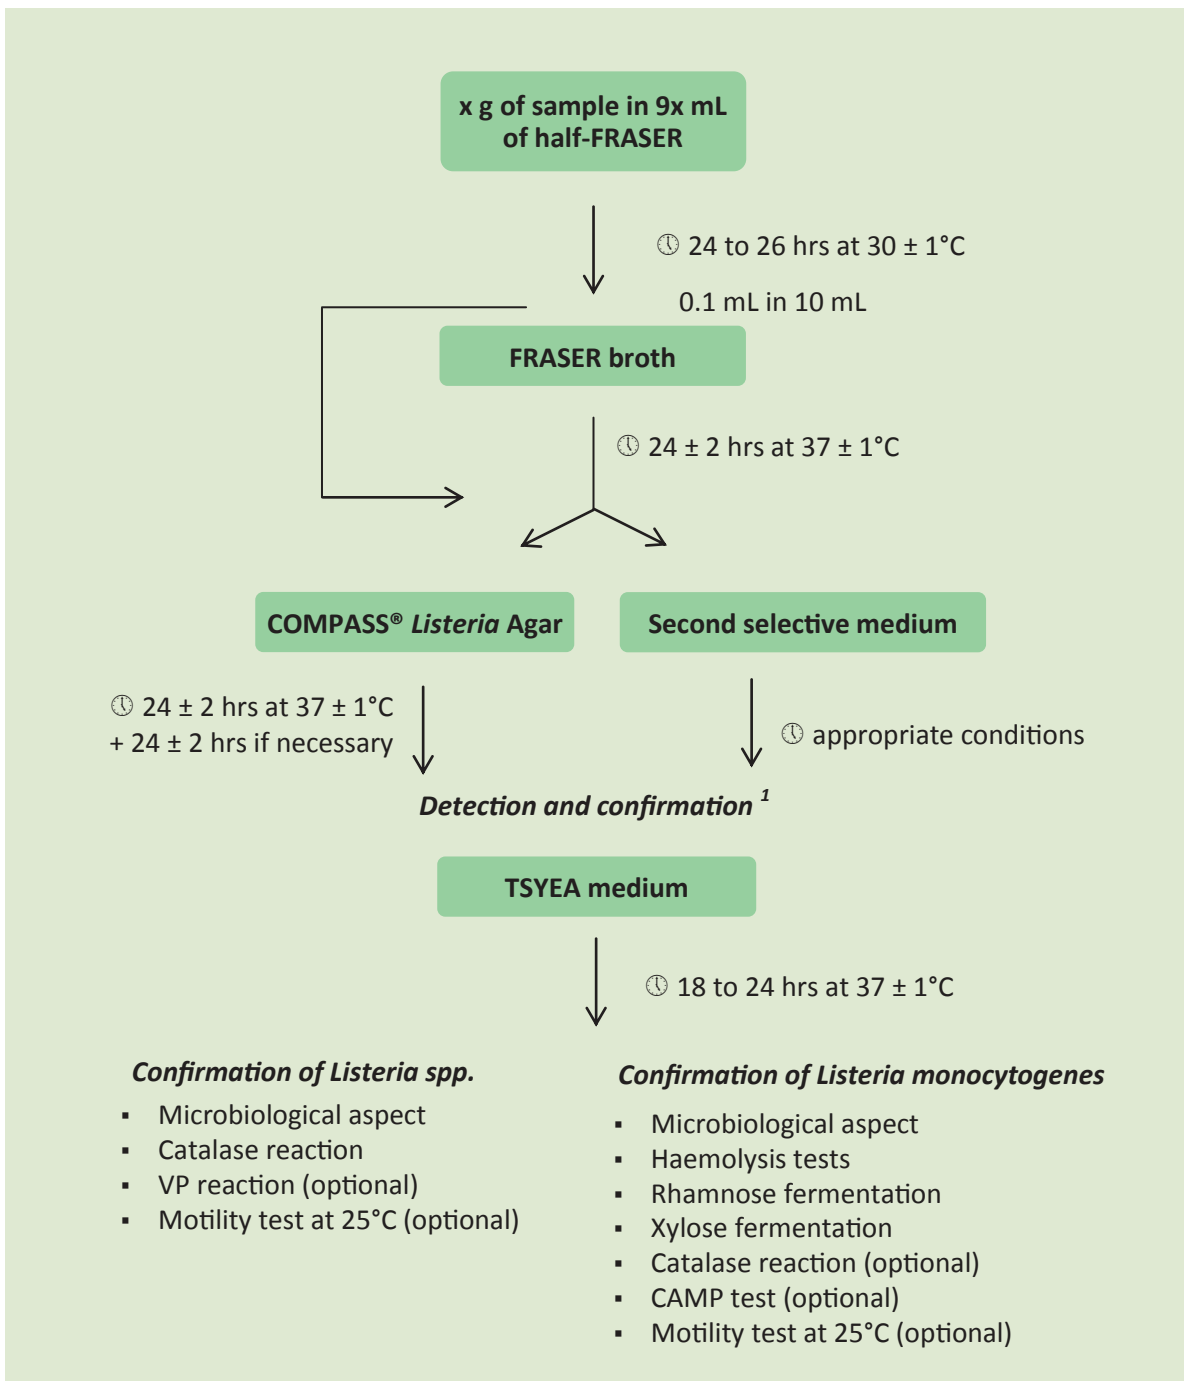 x g of sample in 9x mL
of half-FRASER
🕔 24 to 26 hrs at 30 ± 1°C
0.1 mL in 10 mL
FRASER broth
🕔 24 ± 2 hrs at 37 ± 1°C
COMPASS® Listeria Agar
Second selective medium
🕔 24 ± 2 hrs at 37 ± 1°C
+ 24 ± 2 hrs if necessary
🕔 appropriate conditions
Detection and confirmation ¹
TSYEA medium
🕔 18 to 24 hrs at 37 ± 1°C
Confirmation of Listeria spp.
▪ Microbiological aspect
▪ Catalase reaction
▪ VP reaction (optional)
▪ Motility test at 25°C (optional)
Confirmation of Listeria monocytogenes
▪ Microbiological aspect
▪ Haemolysis tests
▪ Rhamnose fermentation
▪ Xylose fermentation
▪ Catalase reaction (optional)
▪ CAMP test (optional)
▪ Motility test at 25°C (optional)